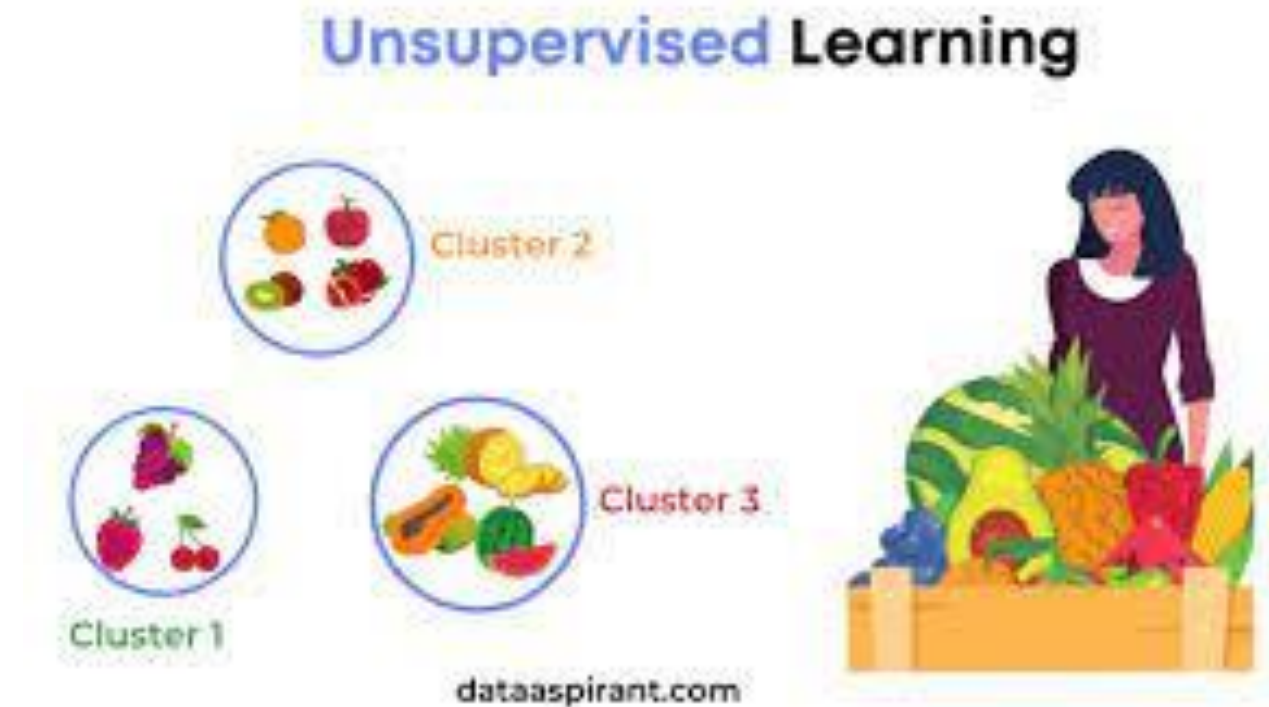 Unsupervised Learning
Cluster 2
Cluster 3
Cluster 1
dataaspirant.com